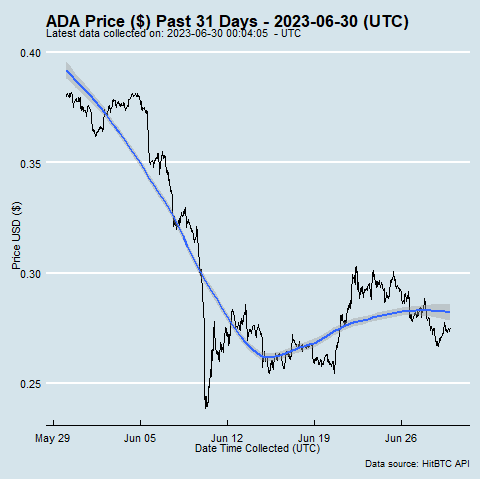 ADA Price ($) Past 31 Days - 2023-06-30 (UTC)
Latest data collected on: 2023-06-30 00:04:05  - UTC
0.40
0.35
0.30
0.25
Price USD ($)
May 29 Jun 05 Jun 12 Jun 19 Jun 26
Date Time Collected (UTC)
Data source: HitBTC API